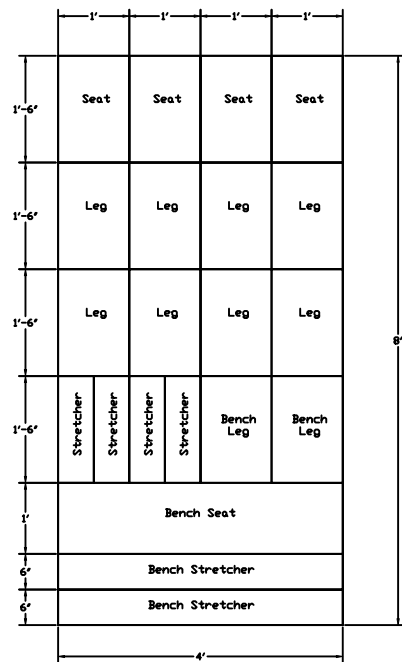 1' 1' 1' 1'
1'-6" Seat Seat Seat Seat
1'-6" Leg Leg Leg Leg
8'
1'-6" Leg Leg Leg Leg
1'-6" Stretcher Stretcher Stretcher Stretcher Bench Leg Bench Leg
1' Bench Seat
6" Bench Stretcher
6" Bench Stretcher
4'